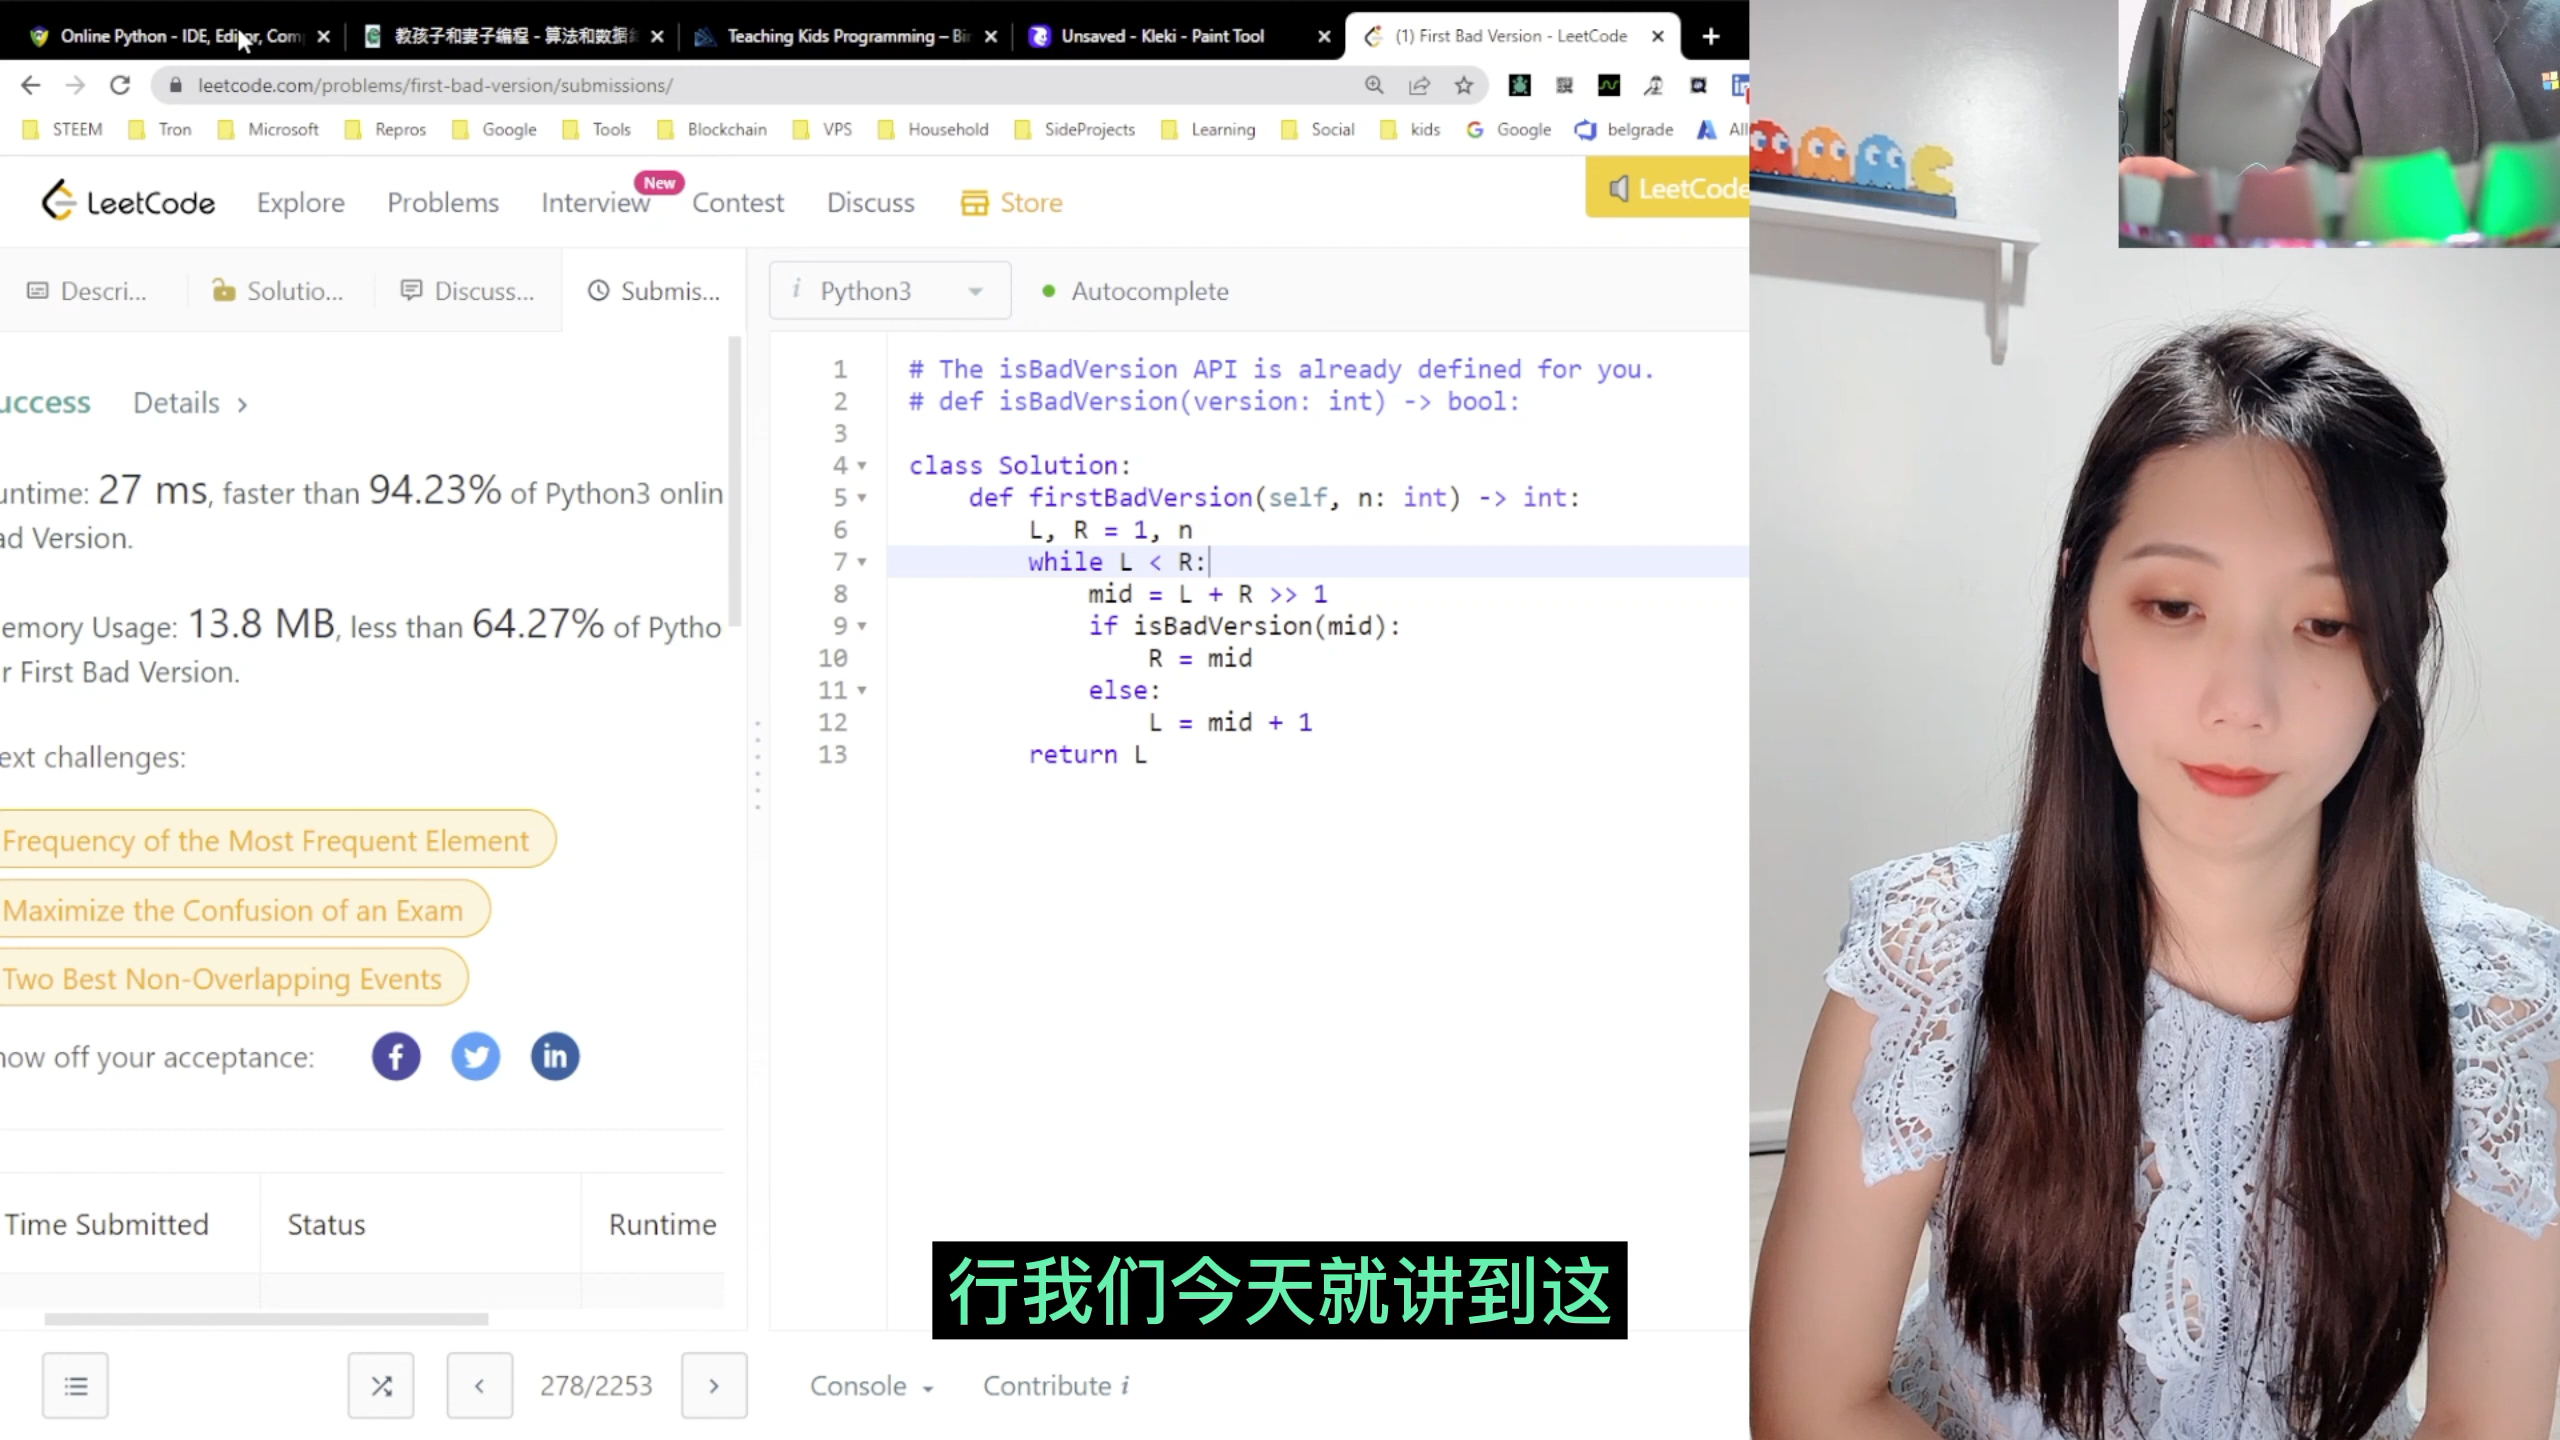 Online Python - IDE, Editor, Com
教孩子和妻子编程 - 算法和数据
Teaching Kids Programming – Bi
Unsaved - Kleki - Paint Tool
(1) First Bad Version - LeetCode
leetcode.com/problems/first-bad-version/submissions/
STEEM
Tron
Microsoft
Repros
Google
Tools
Blockchain
VPS
Household
SideProjects
Learning
Social
kids
Google
belgrade
All
LeetCode
Explore
Problems
Interview
New
Contest
Discuss
Store
LeetCode
Descri...
Solutio...
Discuss...
Submis...
i Python3
Autocomplete
uccess
Details >
untime: 27 ms, faster than 94.23% of Python3 onlin
ad Version.
emory Usage: 13.8 MB, less than 64.27% of Pytho
r First Bad Version.
ext challenges:
Frequency of the Most Frequent Element
Maximize the Confusion of an Exam
Two Best Non-Overlapping Events
how off your acceptance:
f
in
Time Submitted
Status
Runtime
1 # The isBadVersion API is already defined for you.
2 # def isBadVersion(version: int) -> bool:
3
4 class Solution:
5 def firstBadVersion(self, n: int) -> int:
6 L, R = 1, n
7 while L < R:
8 mid = L + R >> 1
9 if isBadVersion(mid):
10 R = mid
11 else:
12 L = mid + 1
13 return L
行我们今天就讲到这
278/2253
Console
Contribute i